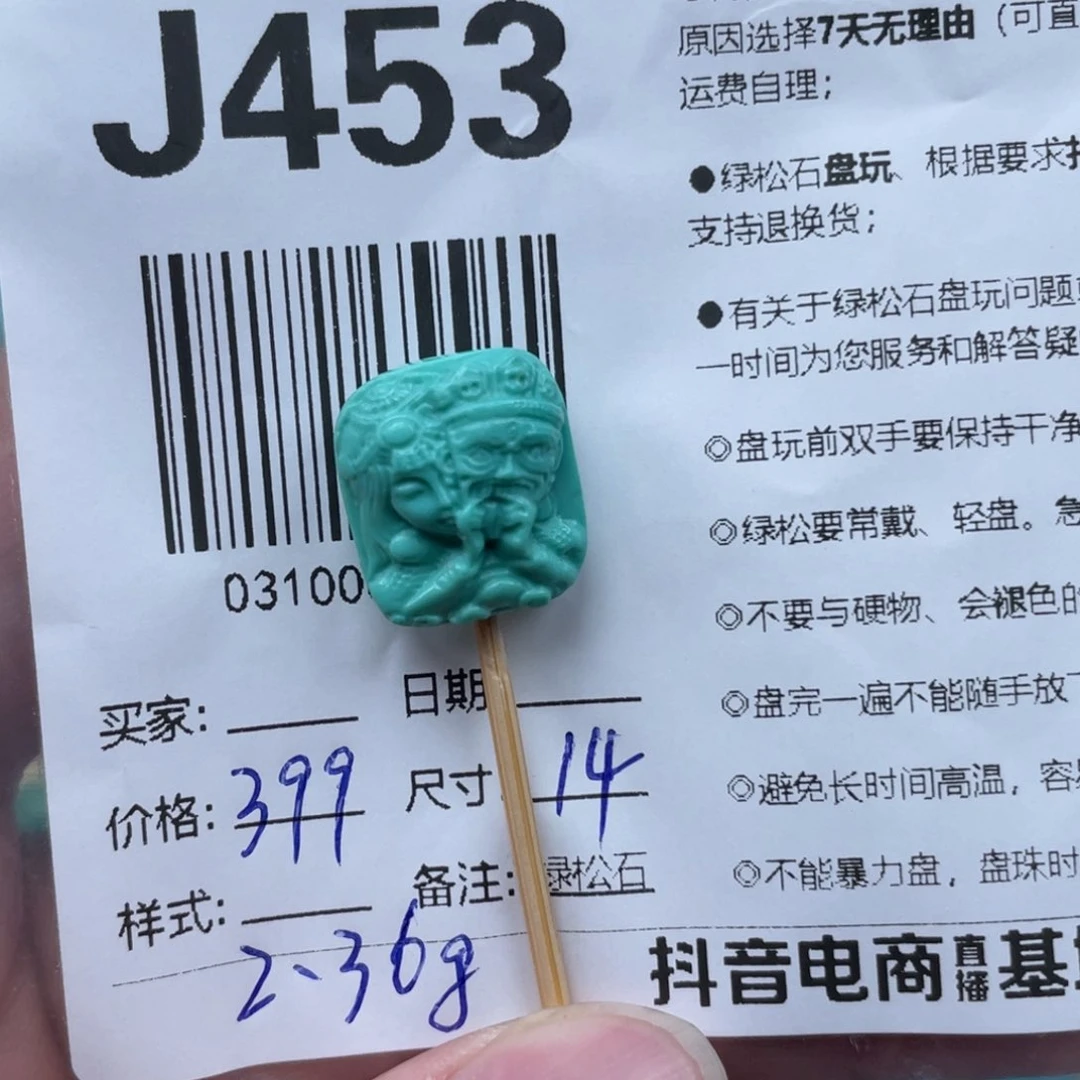 J453
03100
买家:
日期
价格: 399
尺寸 14
样式:
备注: 绿松石
2.36g
原因选择7天无理由（可直
运费自理；
●绿松石盘玩、根据要求
支持退换货；
●有关于绿松石盘玩问题
一时间为您服务和解答疑
◎盘玩前双手要保持干净
◎绿松要常戴、轻盘。急
◎不要与硬物、会褪色的
◎盘完一遍不能随手放
◎避免长时间高温，容
◎不能暴力盘，盘珠时
抖音电商直播基